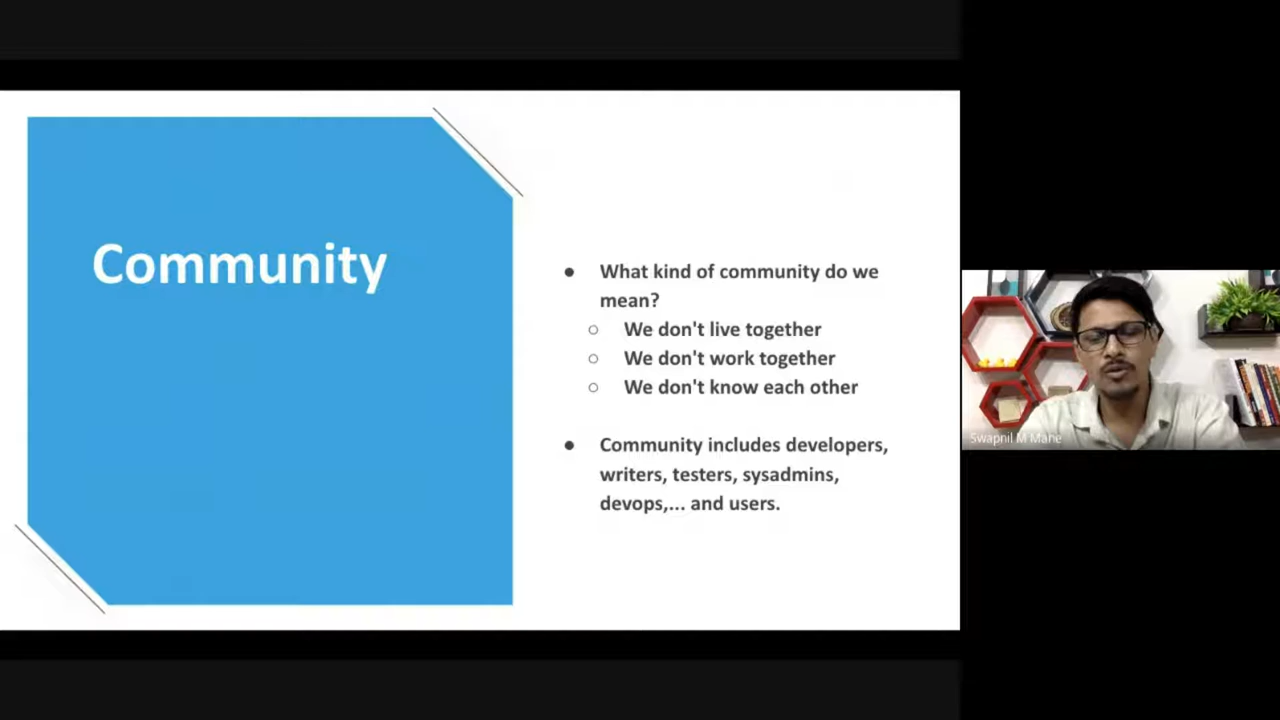 Community
● What kind of community do we
mean?
○ We don't live together
○ We don't work together
○ We don't know each other
● Community includes developers,
writers, testers, sysadmins,
devops,... and users.
Swapnil M Mahe